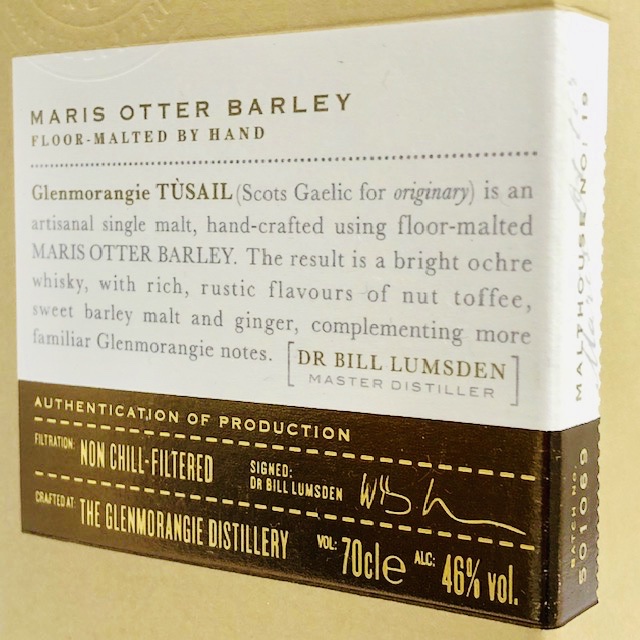 MARIS OTTER BARLEY
FLOOR-MALTED BY HAND
Glenmorangie TÙSAIL (Scots Gaelic for originary) is an
artisanal single malt, hand-crafted using floor-malted
MARIS OTTER BARLEY. The result is a bright ochre
whisky, with rich, rustic flavours of nut toffee,
sweet barley malt and ginger, complementing more
familiar Glenmorangie notes.
[DR BILL LUMSDEN]
MASTER DISTILLER
AUTHENTICATION OF PRODUCTION
FILTRATION: NON CHILL-FILTERED
SIGNED:
DR BILL LUMSDEN
CRAFTED AT: THE GLENMORANGIE DISTILLERY
VOL: 70cl e ALC: 46% vol.
MALTHOUSE NO: 19
BATH NO.
501069